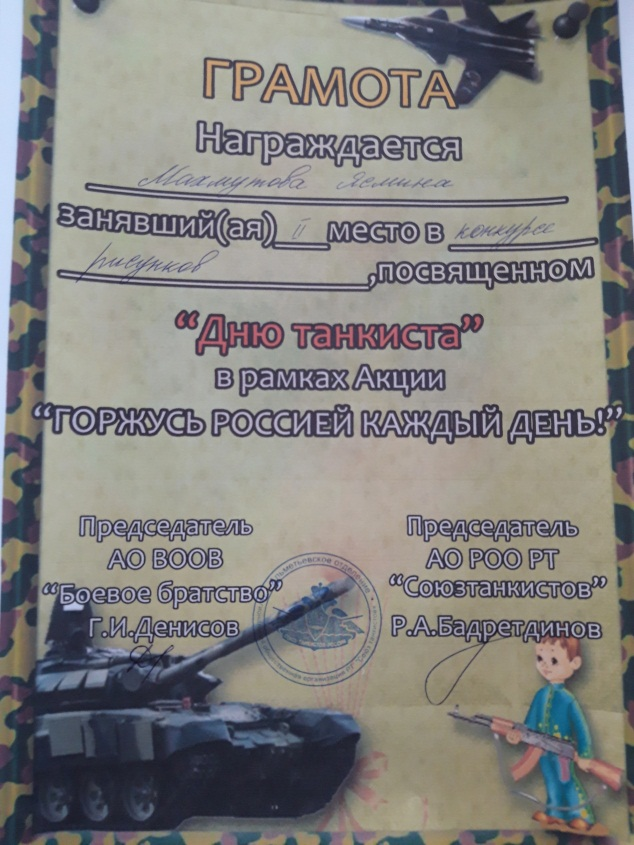 ГРАМОТА
Награждается
Махмутова Ясмина
занявший(ая) II место в конкурсе
рисунков ,посвященном
“Дню танкиста”
в рамках Акции
“ГОРЖУСЬ РОССИЕЙ КАЖДЫЙ ДЕНЬ!”
Председатель
АО ВООВ
“Боевое братство”
Г.И.Денисов
Председатель
АО РОО РТ
“Союзтанкистов”
Р.А.Бадретдинов